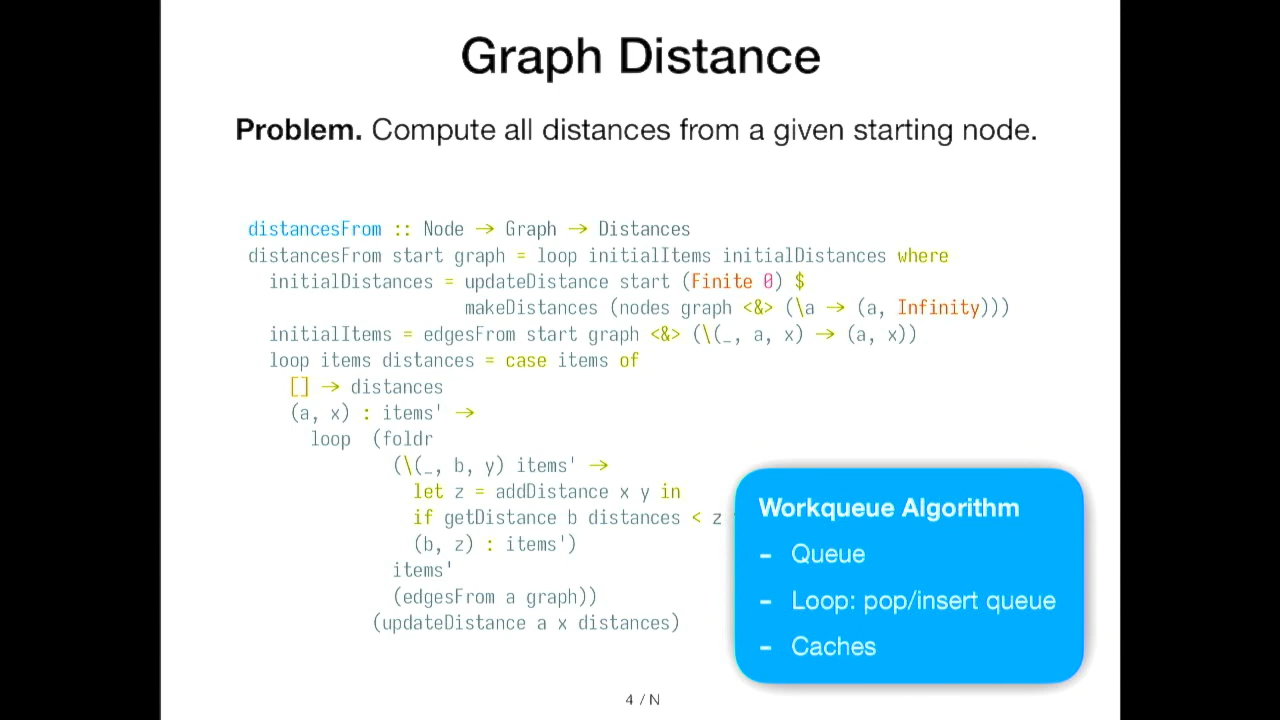 Graph Distance
Problem. Compute all distances from a given starting node.
distancesFrom :: Node → Graph → Distances
distancesFrom start graph = loop initialItems initialDistances where
initialDistances = updateDistance start (Finite 0) $
makeDistances (nodes graph <&> (\a → (a, Infinity)))
initialItems = edgesFrom start graph <&> (\(_, a, x) → (a, x))
loop items distances = case items of
[] → distances
(a, x) : items' →
loop (foldr
(\(_, b, y) items' →
let z = addDistance x y in
if getDistance b distances < z
(b, z) : items')
items'
(edgesFrom a graph))
(updateDistance a x distances)
Workqueue Algorithm
- Queue
- Loop: pop/insert queue
- Caches
4 / N